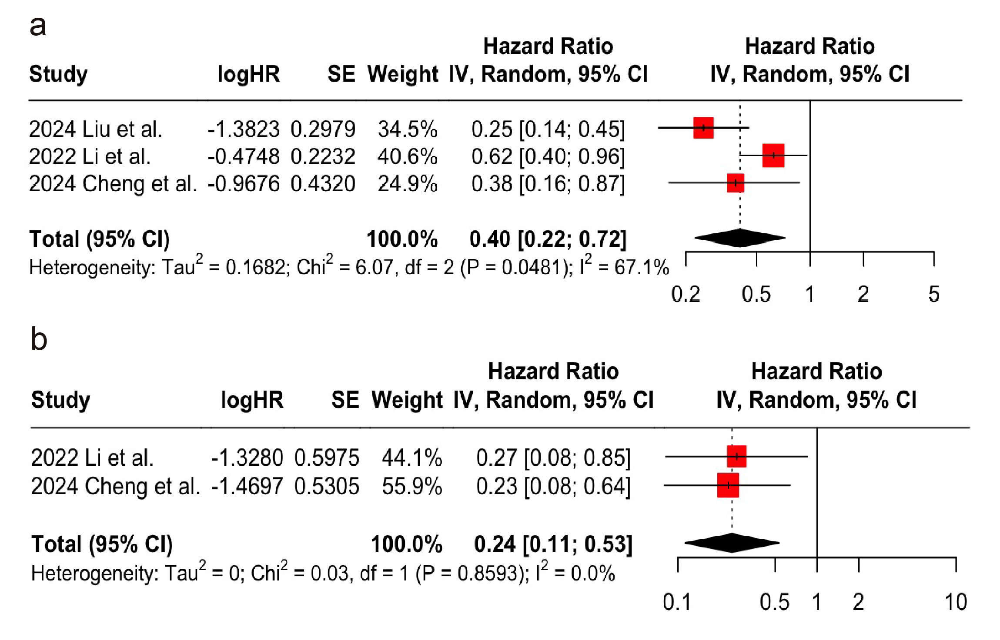 a
Hazard Ratio Hazard Ratio
Study logHR SE Weight IV, Random, 95% CI IV, Random, 95% CI
2024 Liu et al. -1.3823 0.2979 34.5% 0.25 [0.14; 0.45]
2022 Li et al. -0.4748 0.2232 40.6% 0.62 [0.40; 0.96]
2024 Cheng et al. -0.9676 0.4320 24.9% 0.38 [0.16; 0.87]
Total (95% CI) 100.0% 0.40 [0.22; 0.72]
Heterogeneity: Tau² = 0.1682; Chi² = 6.07, df = 2 (P = 0.0481); I² = 67.1%
0.2 0.5 1 2 5
b
Hazard Ratio Hazard Ratio
Study logHR SE Weight IV, Random, 95% CI IV, Random, 95% CI
2022 Li et al. -1.3280 0.5975 44.1% 0.27 [0.08; 0.85]
2024 Cheng et al. -1.4697 0.5305 55.9% 0.23 [0.08; 0.64]
Total (95% CI) 100.0% 0.24 [0.11; 0.53]
Heterogeneity: Tau² = 0; Chi² = 0.03, df = 1 (P = 0.8593); I² = 0.0%
0.1 0.5 1 2 10